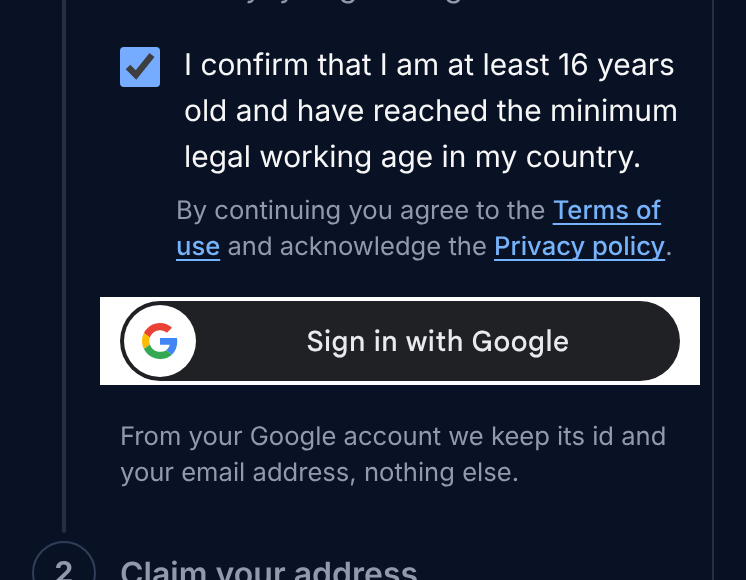 I confirm that I am at least 16 years
old and have reached the minimum
legal working age in my country.
By continuing you agree to the Terms of
use and acknowledge the Privacy policy.
Sign in with Google
From your Google account we keep its id and
your email address, nothing else.
2
Claim your address